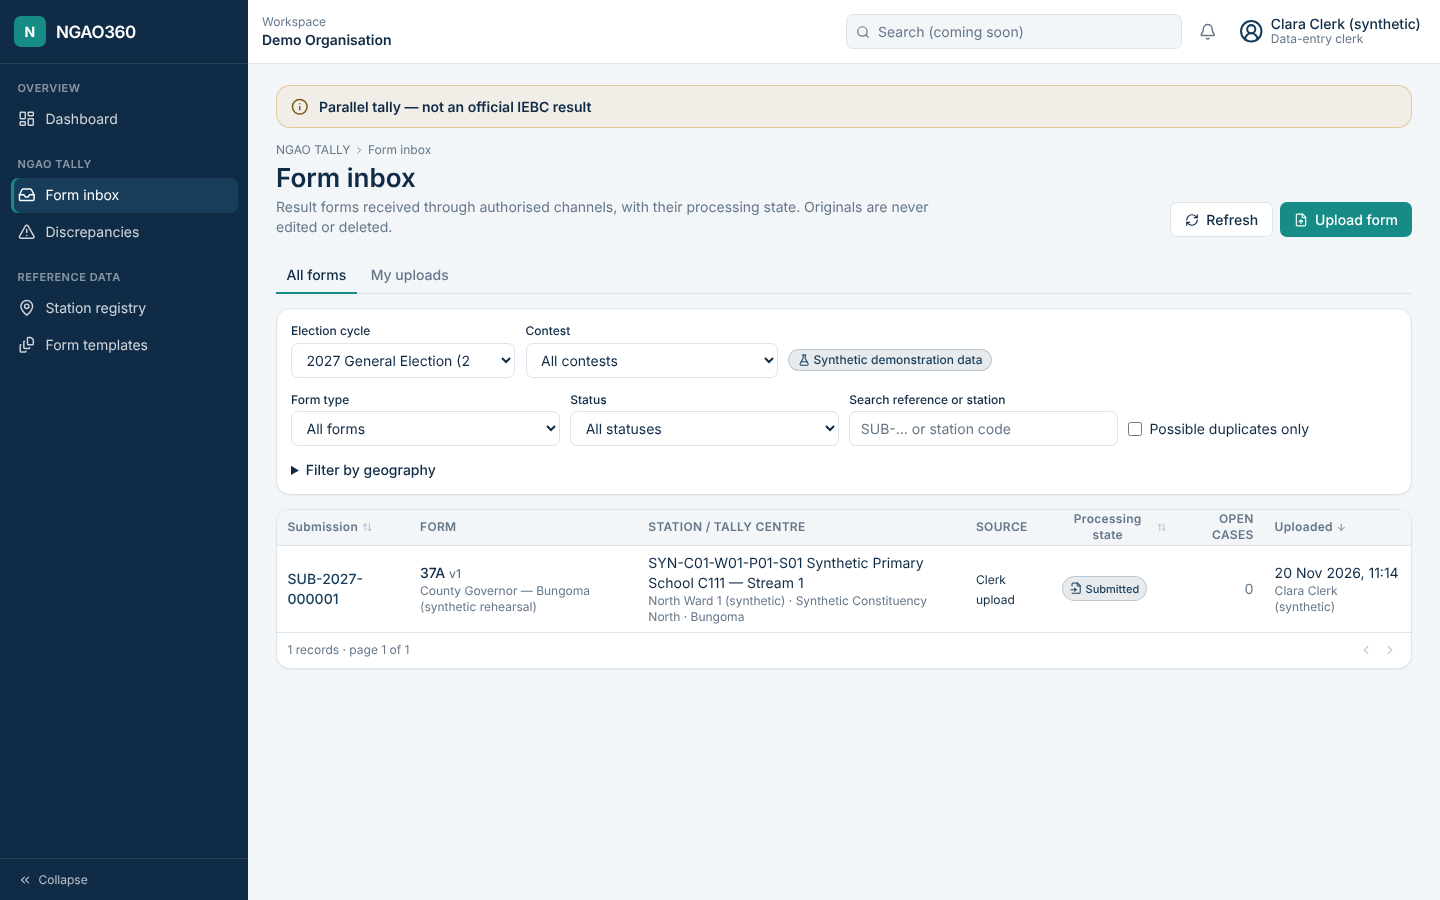 N NGAO360
Workspace
Demo Organisation
Search (coming soon)
Clara Clerk (synthetic)
Data-entry clerk
OVERVIEW
Dashboard
NGAO TALLY
Form inbox
Discrepancies
REFERENCE DATA
Station registry
Form templates
Collapse
Parallel tally — not an official IEBC result
NGAO TALLY › Form inbox
Form inbox
Result forms received through authorised channels, with their processing state. Originals are never
edited or deleted.
Refresh
Upload form
All forms
My uploads
Election cycle
Contest
2027 General Election (2
All contests
Synthetic demonstration data
Form type
Status
Search reference or station
All forms
All statuses
SUB-... or station code
Possible duplicates only
Filter by geography
Submission
FORM
STATION / TALLY CENTRE
SOURCE
Processing
state
OPEN
CASES
Uploaded
SUB-2027-
000001
37A v1
County Governor — Bungoma
(synthetic rehearsal)
SYN-C01-W01-P01-S01 Synthetic Primary
School C111 — Stream 1
North Ward 1 (synthetic) · Synthetic Constituency
North · Bungoma
Clerk
upload
Submitted
0
20 Nov 2026, 11:14
Clara Clerk
(synthetic)
1 records · page 1 of 1